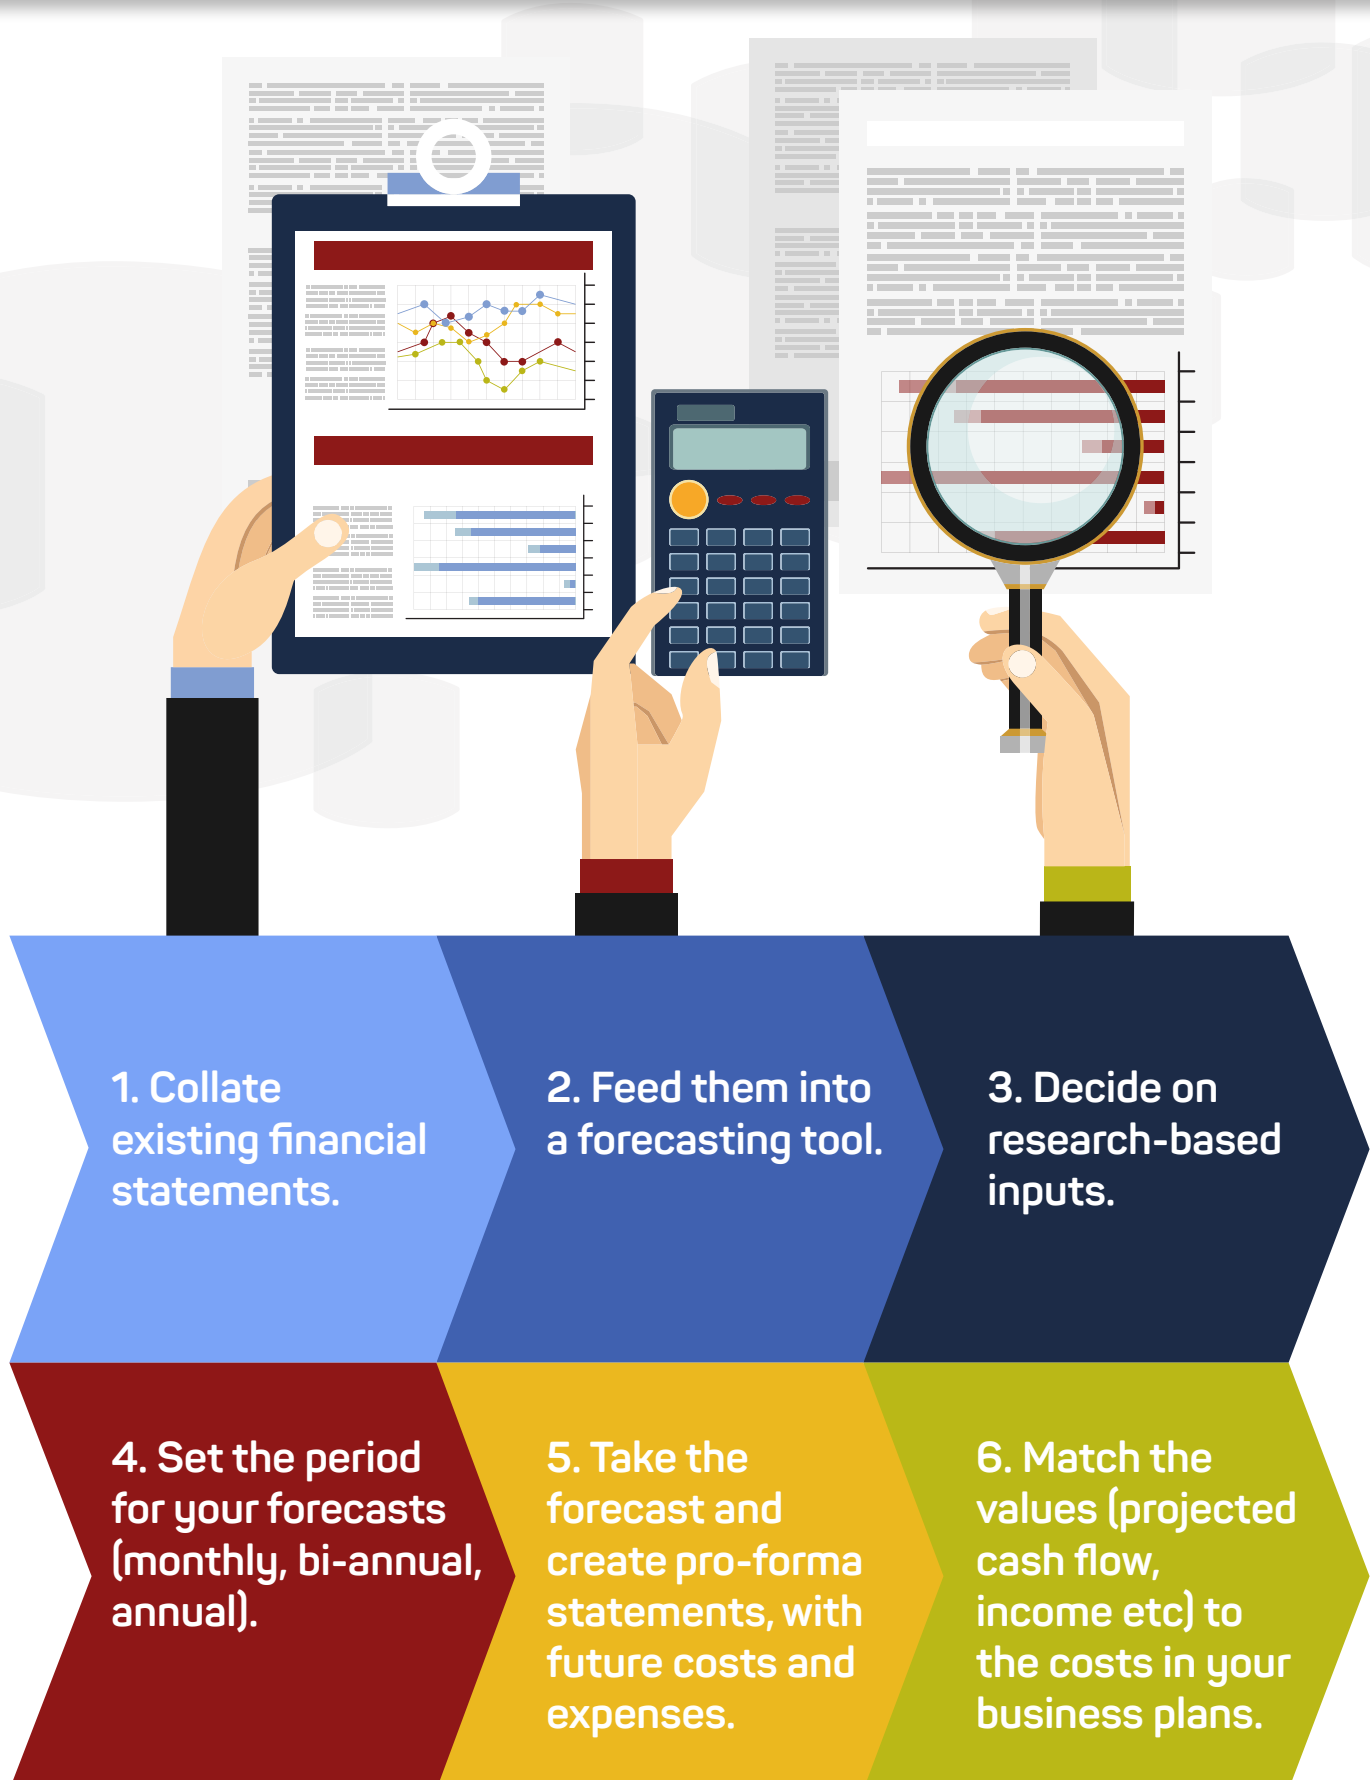 1. Collate
existing financial
statements.
2. Feed them into
a forecasting tool.
3. Decide on
research-based
inputs.
4. Set the period
for your forecasts
(monthly, bi-annual,
annual).
5. Take the
forecast and
create pro-forma
statements, with
future costs and
expenses.
6. Match the
values (projected
cash flow,
income etc) to
the costs in your
business plans.